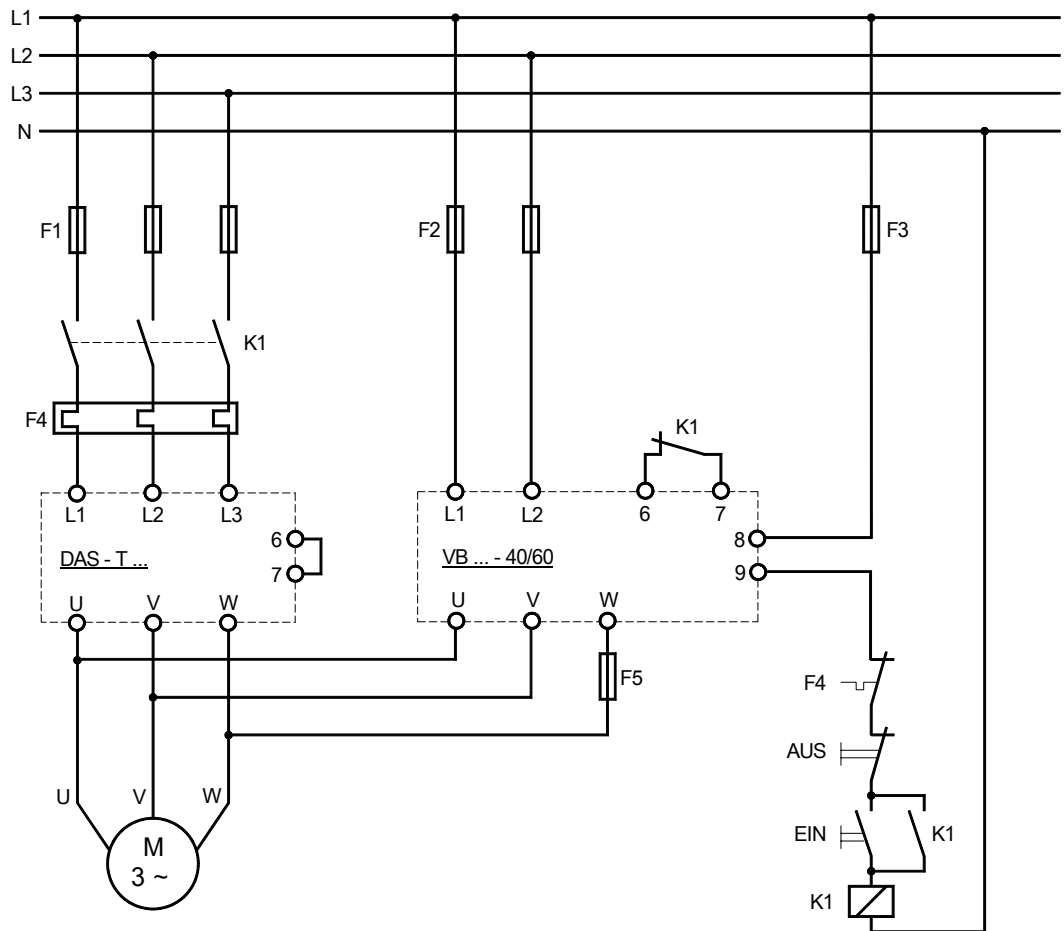 L1
L2
L3
N
F1
F2
F3
K1
F4
K1
L1 L2 L3
L1 L2 6 7
6
7
8
9
DAS - T ...
VB ... - 40/60
U V W
U V W
F5
F4
AUS
U V W
EIN K1
M
3 ~
K1